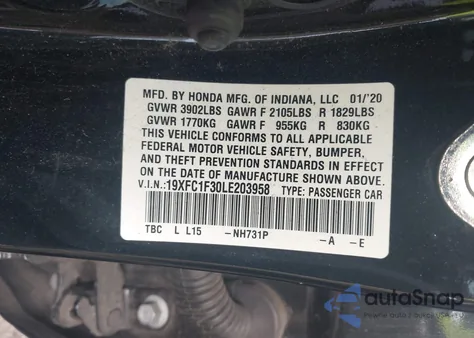 MFD. BY HONDA MFG. OF INDIANA, LLC 01/20
GVWR 3902LBS GAWR F 2105LBS R 1829LBS
GVWR 1770KG GAWR F 955KG R 830KG
THIS VEHICLE CONFORMS TO ALL APPLICABLE
FEDERAL MOTOR VEHICLE SAFETY, BUMPER,
AND THEFT PREVENTION STANDARDS IN EFFECT
ON THE DATE OF MANUFACTURE SHOWN ABOVE.
V.I.N.: 19XFC1F30LE203958 TYPE: PASSENGER CAR
TBC L L15 -NH731P -A -E
autoSnap